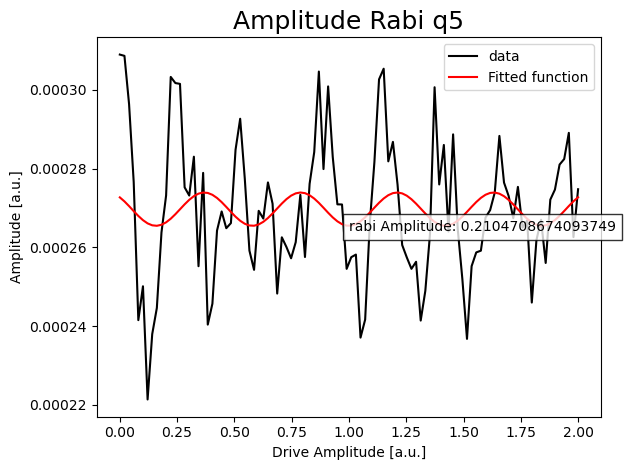 Amplitude Rabi q5
data
Fitted function
rabi Amplitude: 0.2104708674093749
Amplitude [a.u.]
0.00030
0.00028
0.00026
0.00024
0.00022
0.00 0.25 0.50 0.75 1.00 1.25 1.50 1.75 2.00
Drive Amplitude [a.u.]